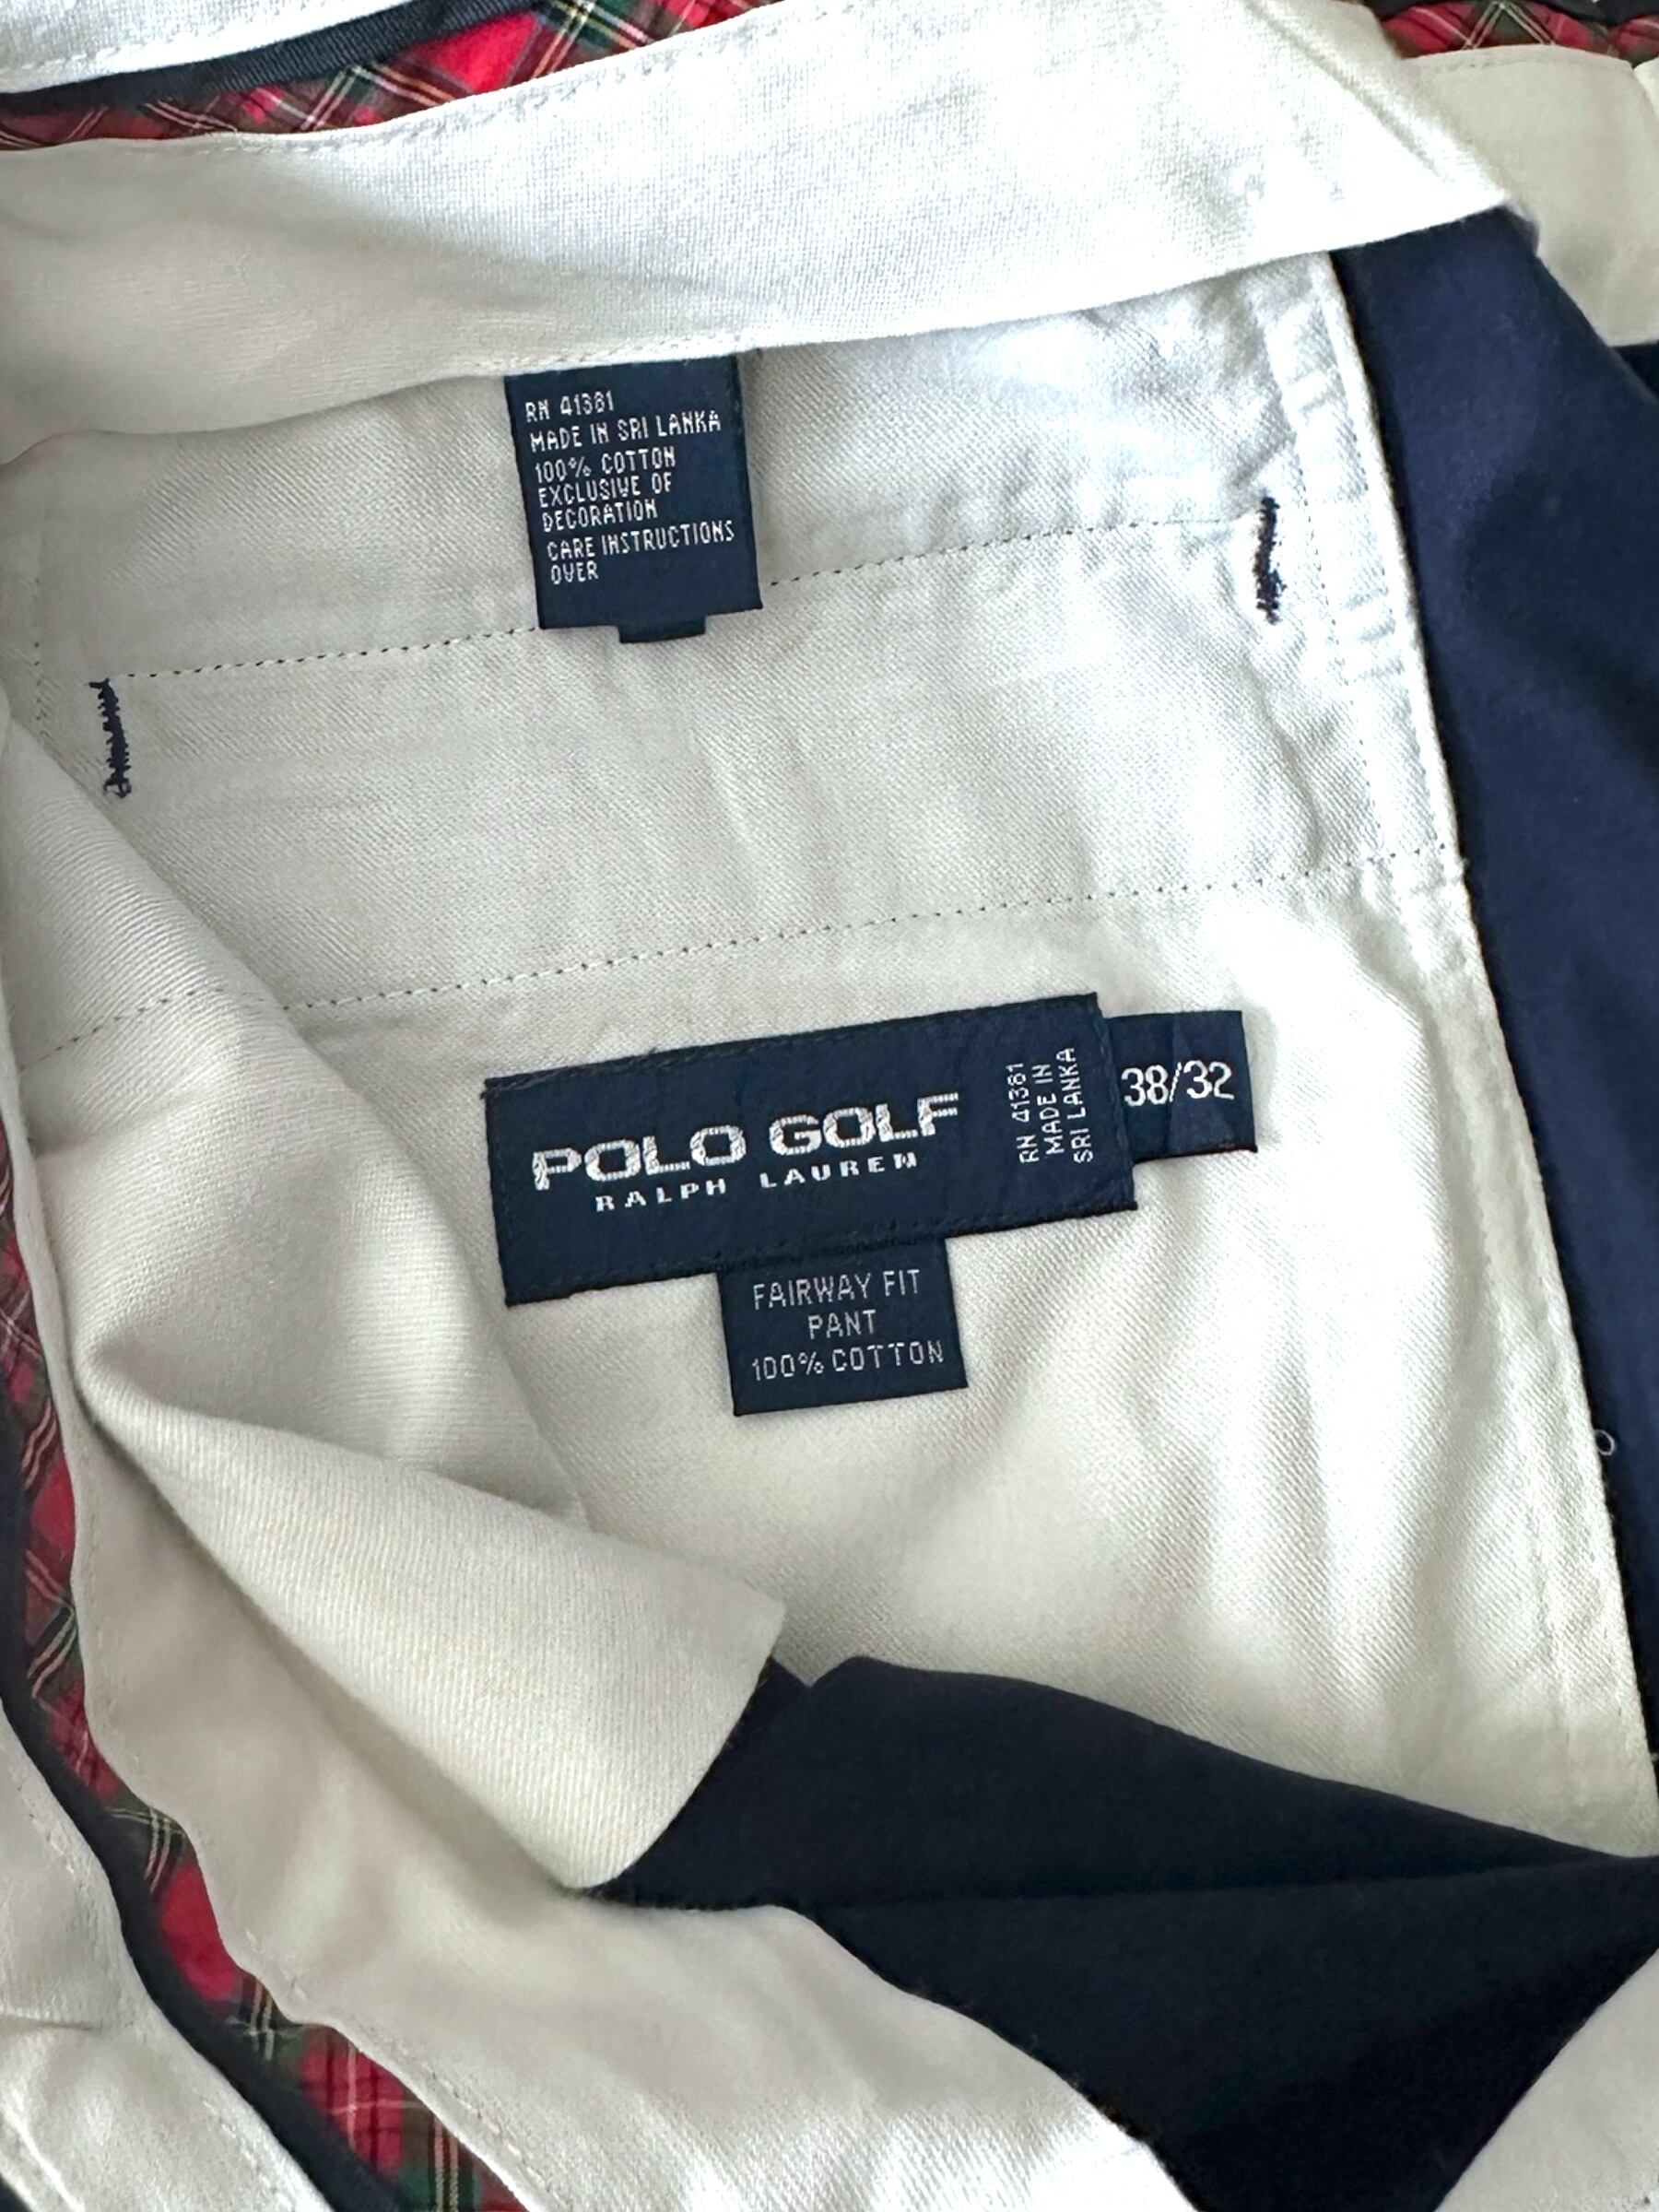 RN 41381
MADE IN SRI LANKA
100% COTTON
EXCLUSIVE OF
DECORATION
CARE INSTRUCTIONS
OVER
POLO GOLF
RALPH LAUREN
RN 41381
MADE IN
SRI LANKA
38/32
FAIRWAY FIT
PANT
100% COTTON